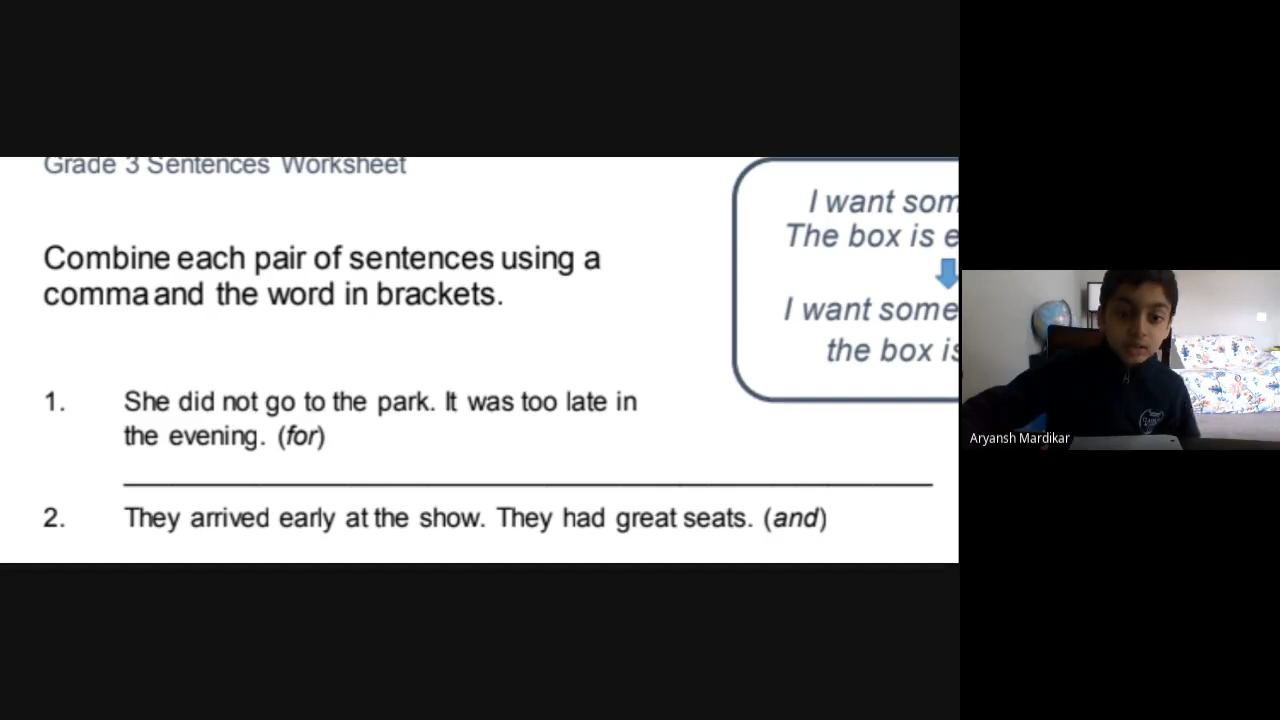 Grade 3 Sentences Worksheet
I want som
The box is e
I want some
the box is
Combine each pair of sentences using a
comma and the word in brackets.
1. She did not go to the park. It was too late in
the evening. (for)
2. They arrived early at the show. They had great seats. (and)
Aryansh Mardikar